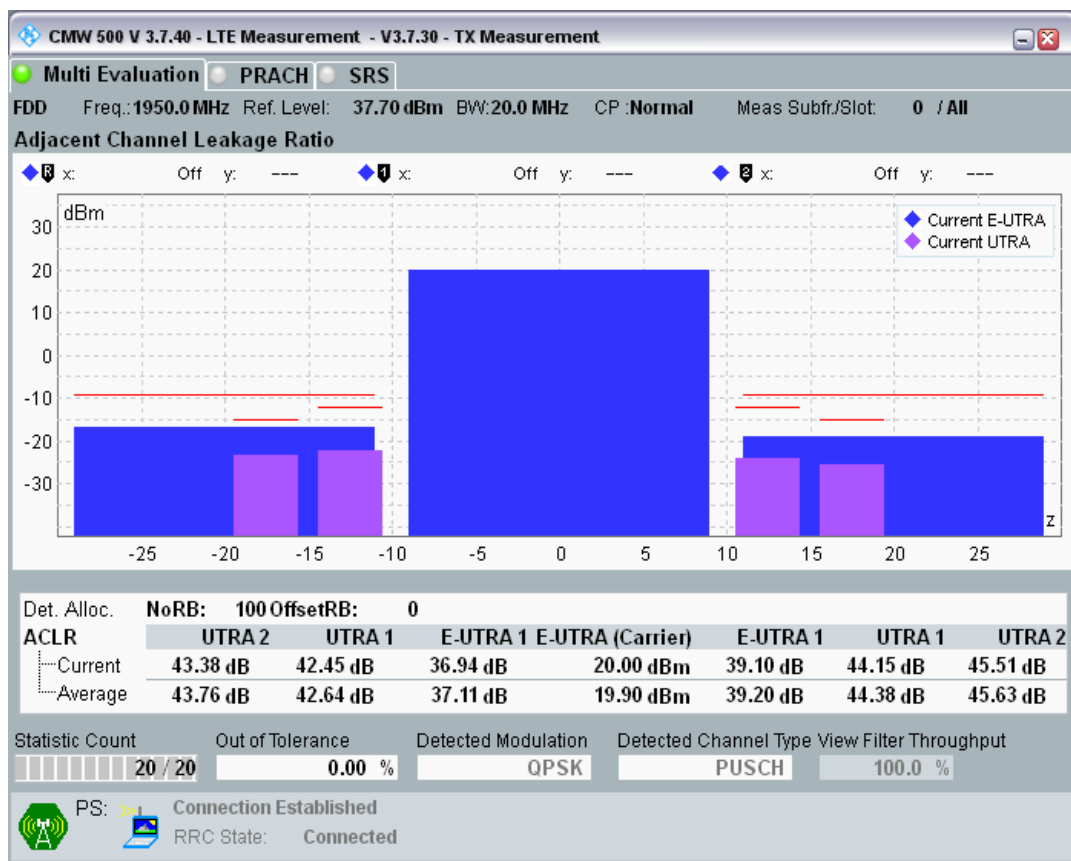 CMW 500 V 3.7.40 - LTE Measurement - V3.7.30 - TX Measurement
Multi Evaluation PRACH SRS
FDD Freq.: 1950.0 MHz Ref. Level: 37.70 dBm BW: 20.0 MHz CP : Normal Meas Subfr./Slot: 0 / All
Adjacent Channel Leakage Ratio
R x: Off y: --- 1 x: Off y: --- 2 x: Off y: ---
dBm
Current E-UTRA
Current UTRA
30
20
10
0
-10
-20
-30
z
-25 -20 -15 -10 -5 0 5 10 15 20 25
Det. Alloc. NoRB: 100 OffsetRB: 0
ACLR UTRA 2 UTRA 1 E-UTRA 1 E-UTRA (Carrier) E-UTRA 1 UTRA 1 UTRA 2
Current 43.38 dB 42.45 dB 36.94 dB 20.00 dBm 39.10 dB 44.15 dB 45.51 dB
Average 43.76 dB 42.64 dB 37.11 dB 19.90 dBm 39.20 dB 44.38 dB 45.63 dB
Statistic Count Out of Tolerance Detected Modulation Detected Channel Type View Filter Throughput
20 / 20 0.00 % QPSK PUSCH 100.0 %
PS: Connection Established
RRC State: Connected